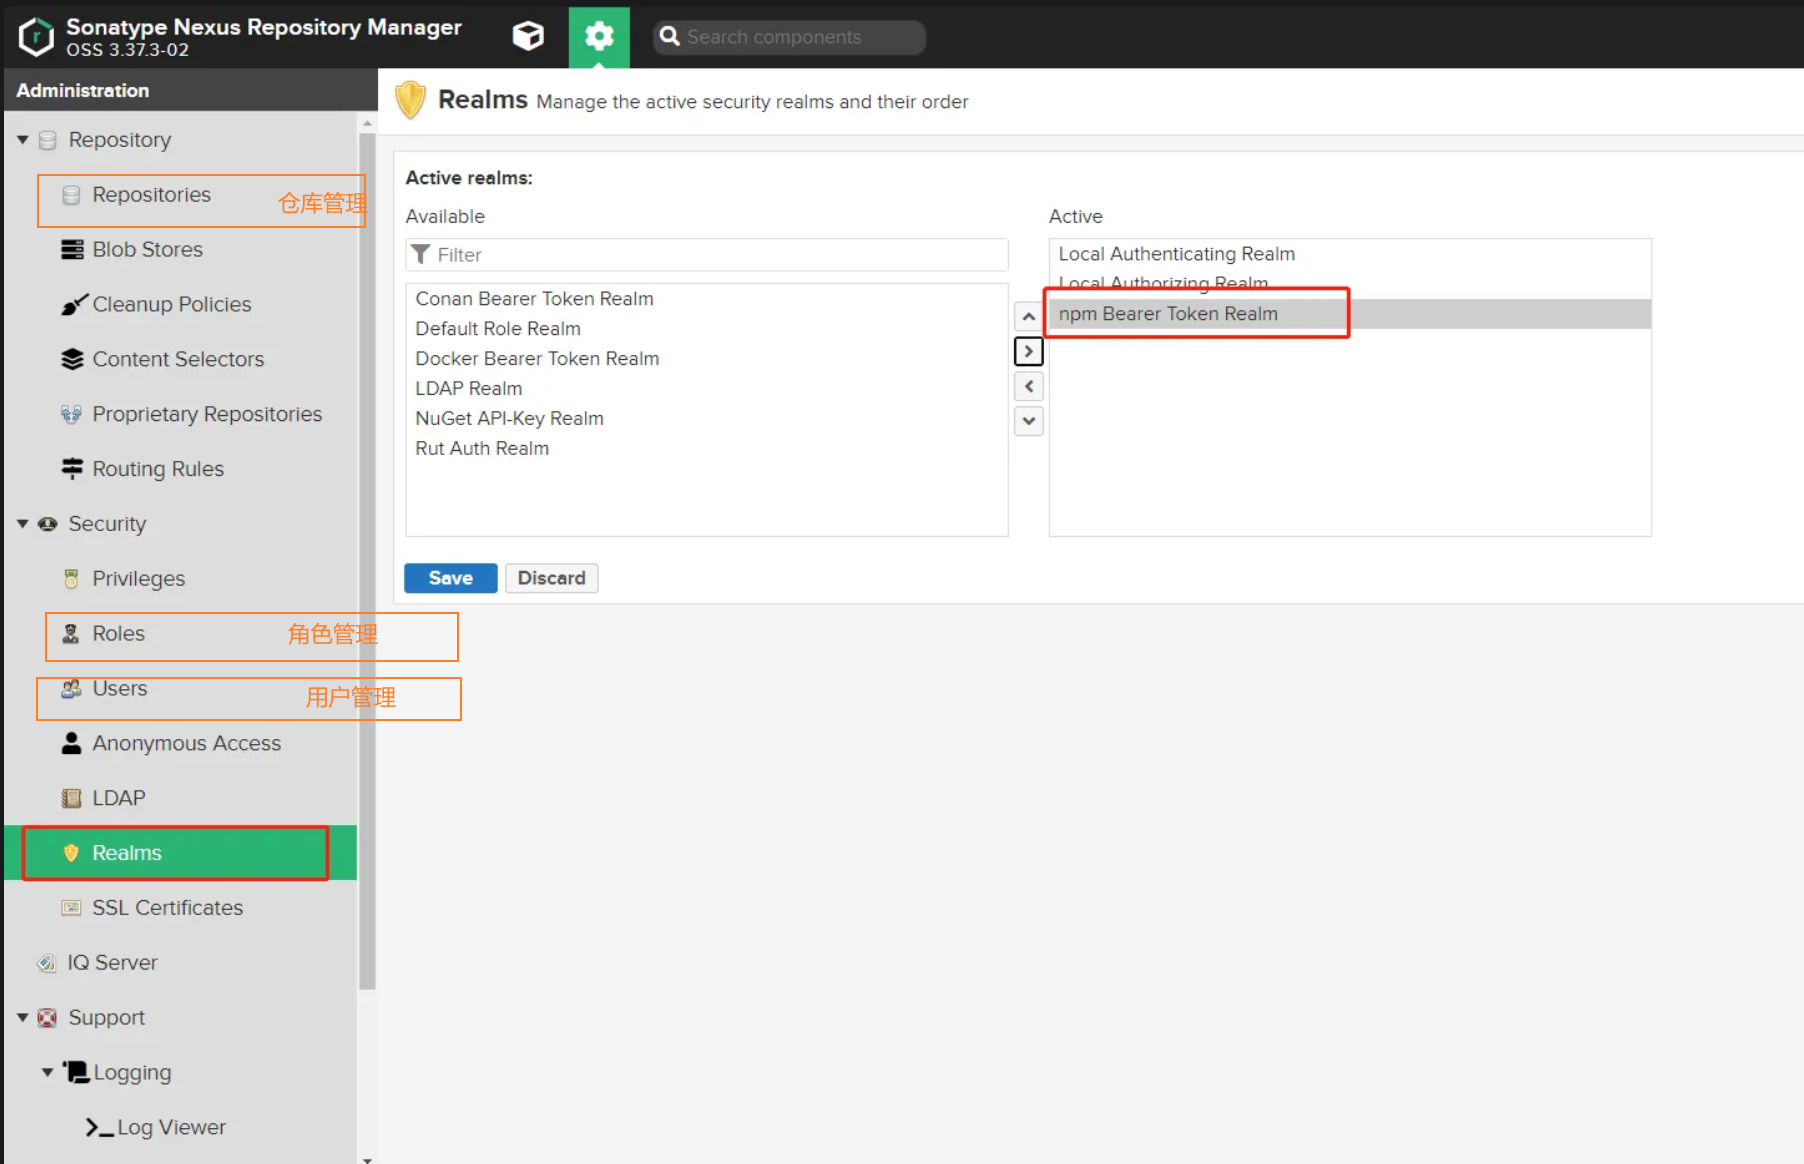 Sonatype Nexus Repository Manager
OSS 3.37.3-02
Search components
Administration
Repository
Repositories 仓库管理
Blob Stores
Cleanup Policies
Content Selectors
Proprietary Repositories
Routing Rules
Security
Privileges
Roles 角色管理
Users 用户管理
Anonymous Access
LDAP
Realms
SSL Certificates
IQ Server
Support
Logging
Log Viewer
Realms Manage the active security realms and their order
Active realms:
Available
Filter
Conan Bearer Token Realm
Default Role Realm
Docker Bearer Token Realm
LDAP Realm
NuGet API-Key Realm
Rut Auth Realm
Active
Local Authenticating Realm
Local Authorizing Realm
npm Bearer Token Realm
Save Discard